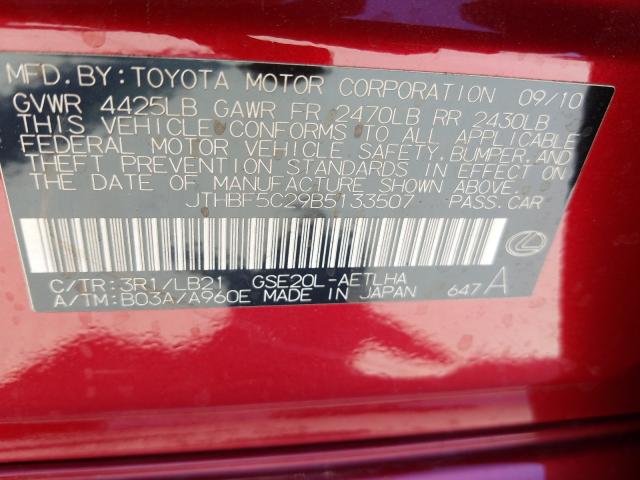 MFD. BY: TOYOTA MOTOR CORPORATION 09/10
GVWR 4425LB GAWR FR 2470LB RR 2430LB
THIS VEHICLE CONFORMS TO ALL APPLICABLE
FEDERAL MOTOR VEHICLE SAFETY, BUMPER, AND
THEFT PREVENTION STANDARDS IN EFFECT ON
THE DATE OF MANUFACTURE SHOWN ABOVE.
JTHBF5C29B5133507 PASS. CAR
C/TR: 3R1/LB21 GSE20L-AETLHA
A/TM: B03A/A960E MADE IN JAPAN 647 A